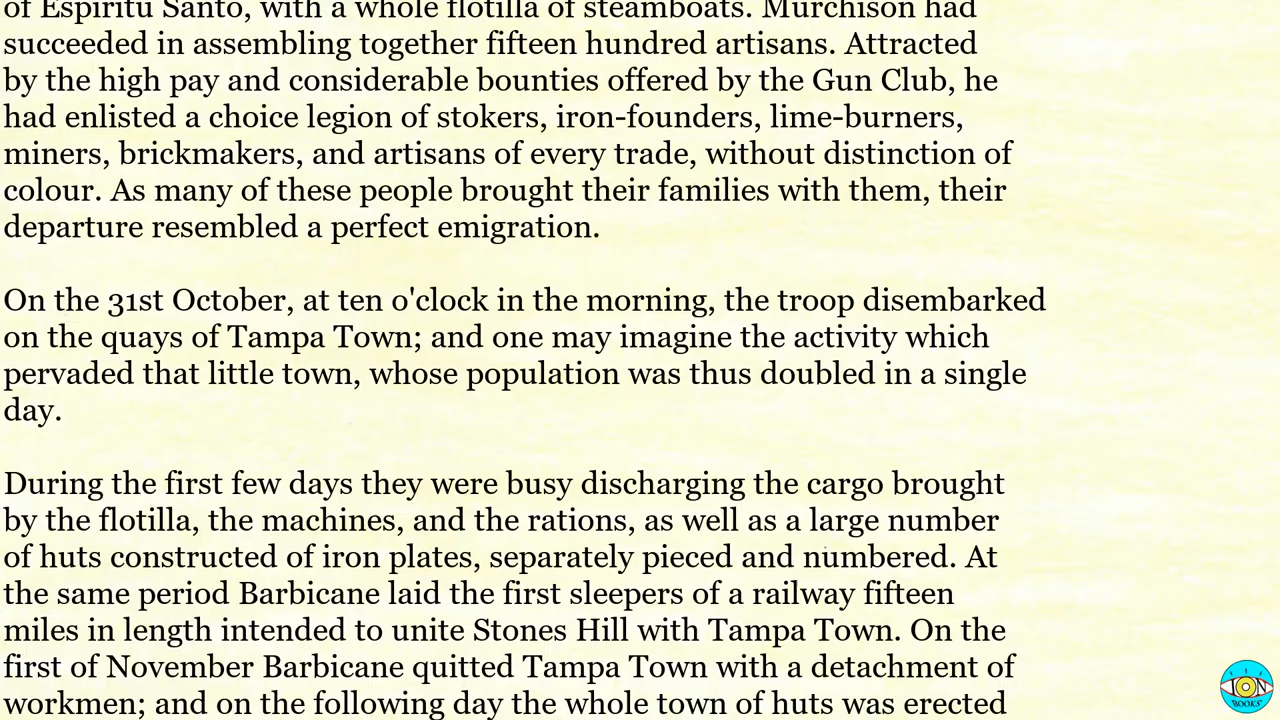 of Espiritu Santo, with a whole flotilla of steamboats. Murchison had
succeeded in assembling together fifteen hundred artisans. Attracted
by the high pay and considerable bounties offered by the Gun Club, he
had enlisted a choice legion of stokers, iron-founders, lime-burners,
miners, brickmakers, and artisans of every trade, without distinction of
colour. As many of these people brought their families with them, their
departure resembled a perfect emigration.
On the 31st October, at ten o'clock in the morning, the troop disembarked
on the quays of Tampa Town; and one may imagine the activity which
pervaded that little town, whose population was thus doubled in a single
day.
During the first few days they were busy discharging the cargo brought
by the flotilla, the machines, and the rations, as well as a large number
of huts constructed of iron plates, separately pieced and numbered. At
the same period Barbicane laid the first sleepers of a railway fifteen
miles in length intended to unite Stones Hill with Tampa Town. On the
first of November Barbicane quitted Tampa Town with a detachment of
workmen; and on the following day the whole town of huts was erected
ION
BOOKS